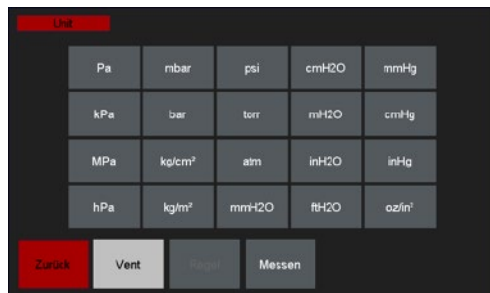 Unit
Pa mbar psi cmH2O mmHg
kPa bar torr mH2O cmHg
MPa kg/cm² atm inH2O inHg
hPa kg/m² mmH2O ftH2O oz/in²
Zurück Vent Regel Messen